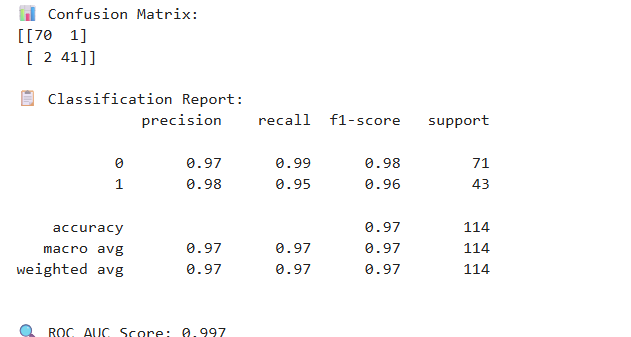 📊 Confusion Matrix:
[[70  1]
 [ 2 41]]
📋 Classification Report:
precision    recall  f1-score   support
0       0.97      0.99      0.98        71
1       0.98      0.95      0.96        43
accuracy                           0.97       114
macro avg       0.97      0.97      0.97       114
weighted avg       0.97      0.97      0.97       114
🔍 ROC AUC Score: 0.997